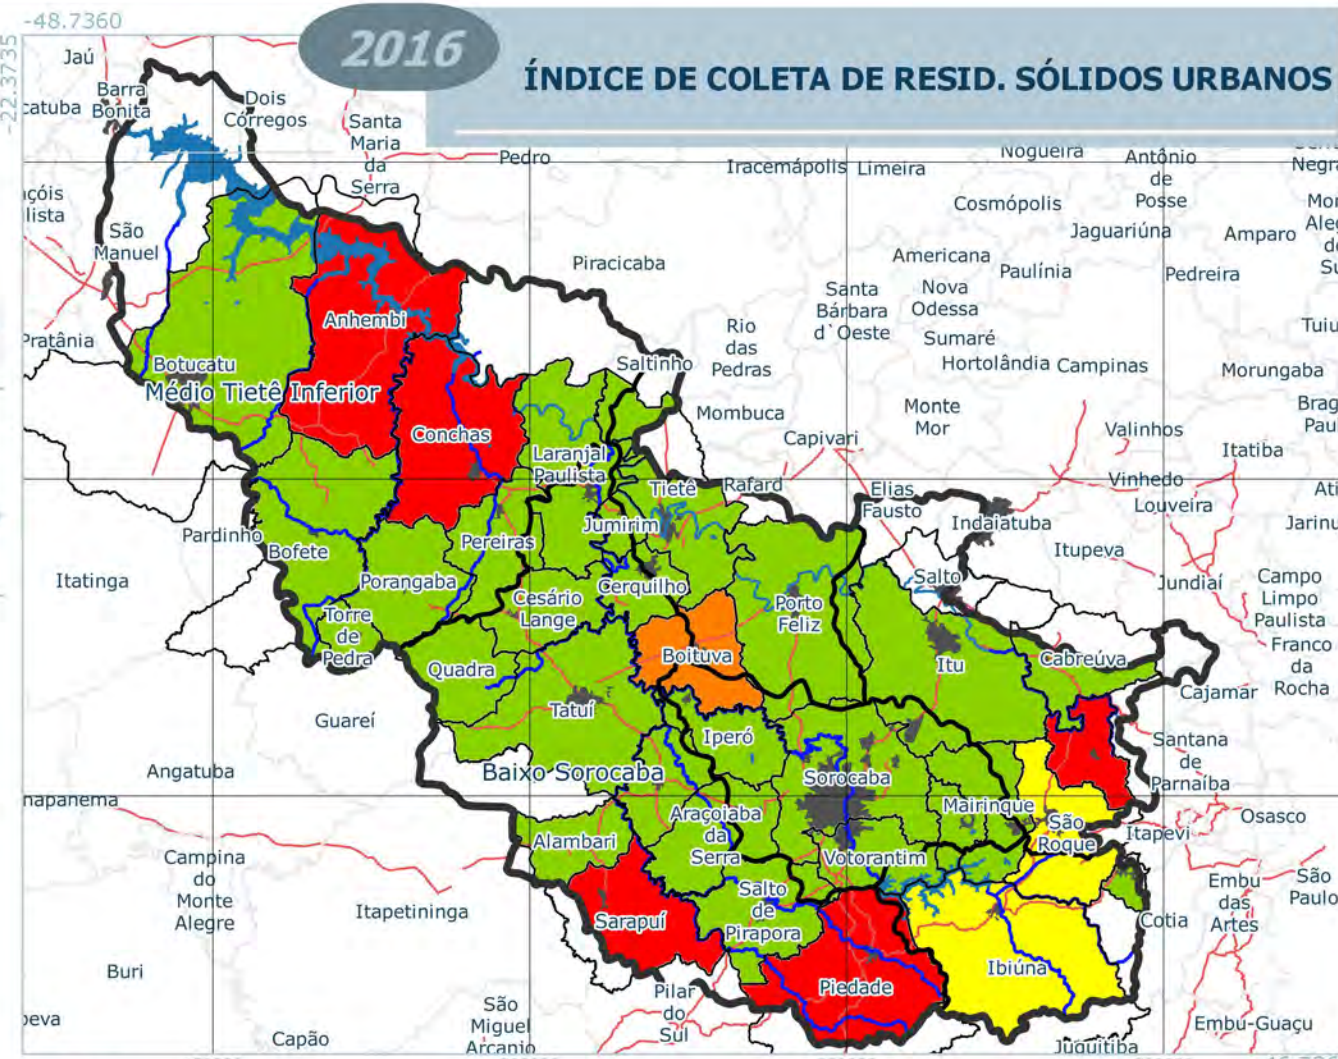 -48.7360
-22.3735
2016
ÍNDICE DE COLETA DE RESID. SÓLIDOS URBANOS
Jaú
Barra
Bonita
Dois
Córregos
Santa
Maria
da
Serra
Pedro
Iracemápolis
Limeira
Nogueira
Antônio
de
Posse
Cosmópolis
Jaguariúna
Amparo
São
Manuel
Piracicaba
Americana
Paulínia
Pedreira
Santa
Bárbara
d`Oeste
Nova
Odessa
Anhembi
Rio
das
Pedras
Sumaré
Hortolândia
Campinas
Morungaba
Pratânia
Botucatu
Saltinho
Médio Tietê Inferior
Mombuca
Monte
Mor
Conchas
Capivari
Valinhos
Itatiba
Laranjal
Paulista
Tietê
Rafard
Elias
Fausto
Vinhedo
Louveira
Jumirim
Indaiatuba
Pardinho
Bofete
Pereiras
Itupeva
Itatinga
Porangaba
Cerquilho
Salto
Jundiaí
Campo
Limpo
Paulista
Torre
de
Pedra
Cesário
Lange
Porto
Feliz
Franco
da
Rocha
Quadra
Boituva
Itu
Cabreúva
Cajamar
Guareí
Tatuí
Iperó
Santana
de
Parnaíba
Angatuba
Baixo Sorocaba
Sorocaba
Araçoiaba
da
Serra
Mairinque
São
Roque
Itapevi
Osasco
Alambari
Votorantim
Campina
do
Monte
Alegre
Itapetininga
Sarapuí
Salto
de
Pirapora
Cotia
Embu
das
Artes
São
Paulo
Buri
Piedade
Ibiúna
São
Miguel
Arcanjo
Pilar
do
Sul
Embu-Guaçu
Capão
Juquitiba